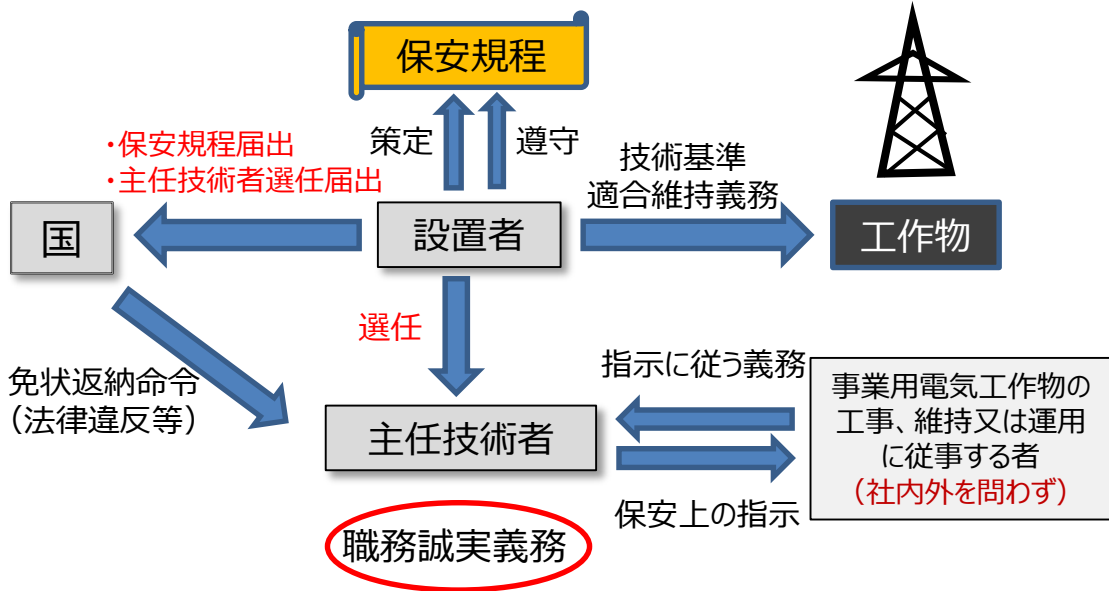 保安規程
・保安規程届出
・主任技術者選任届出
策定
遵守
技術基準
適合維持義務
国
設置者
工作物
選任
免状返納命令
（法律違反等）
主任技術者
指示に従う義務
保安上の指示
事業用電気工作物の
工事、維持又は運用
に従事する者
（社内外を問わず）
職務誠実義務